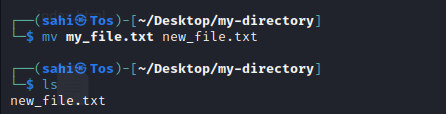 ┌──(sahi㉿Tos)-[~/Desktop/my-directory]
└─$ mv my_file.txt new_file.txt
┌──(sahi㉿Tos)-[~/Desktop/my-directory]
└─$ ls
new_file.txt